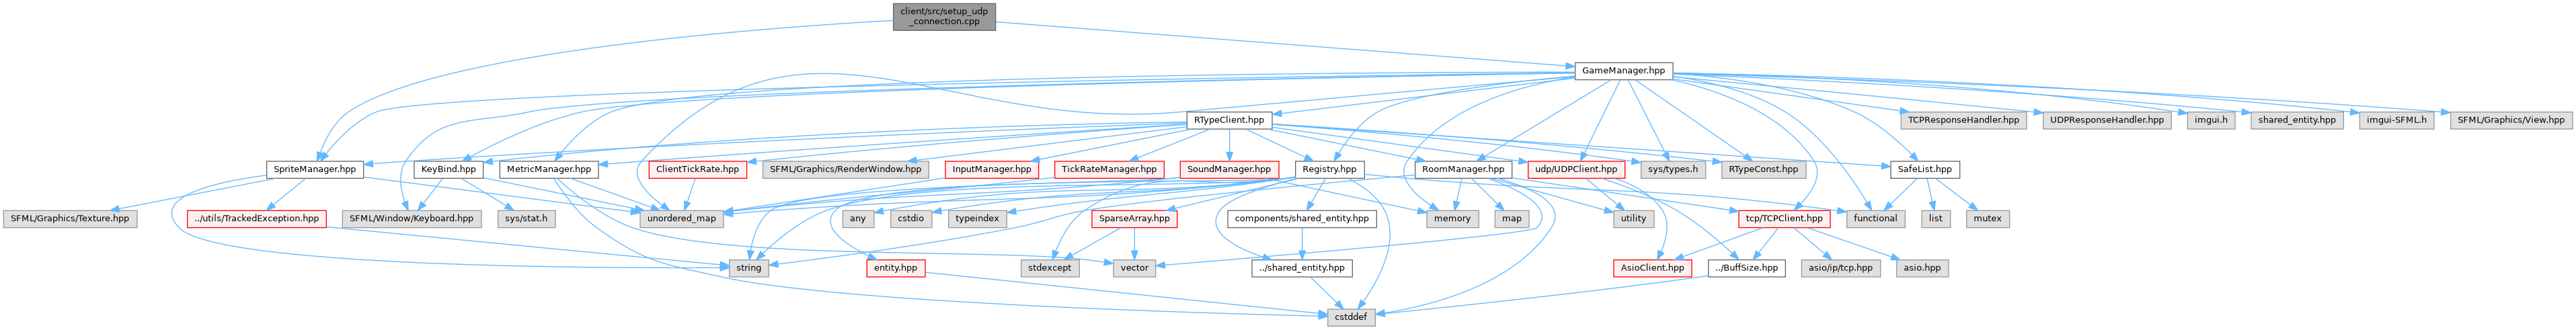 client/src/setup_udp
_connection.cpp
GameManager.hpp
RTypeClient.hpp
TCPResponseHandler.hpp
UDPResponseHandler.hpp
imgui.h
shared_entity.hpp
imgui-SFML.h
SFML/Graphics/View.hpp
SpriteManager.hpp
KeyBind.hpp
MetricManager.hpp
ClientTickRate.hpp
SFML/Graphics/RenderWindow.hpp
InputManager.hpp
TickRateManager.hpp
SoundManager.hpp
Registry.hpp
RoomManager.hpp
udp/UDPClient.hpp
sys/types.h
RTypeConst.hpp
SafeList.hpp
SFML/Graphics/Texture.hpp
../utils/TrackedException.hpp
SFML/Window/Keyboard.hpp
sys/stat.h
unordered_map
any
cstdio
typeindex
SparseArray.hpp
components/shared_entity.hpp
memory
map
utility
tcp/TCPClient.hpp
functional
list
mutex
string
entity.hpp
stdexcept
vector
../shared_entity.hpp
AsioClient.hpp
../BuffSize.hpp
asio/ip/tcp.hpp
asio.hpp
cstddef